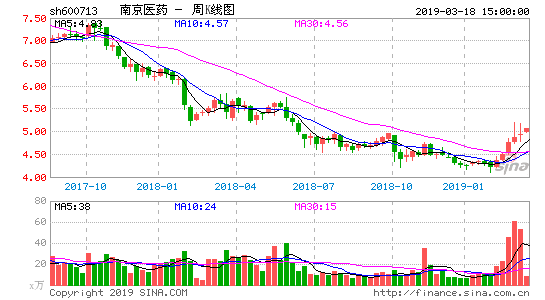 sh600713 南京医药 - 周K线图 2019-03-18 15:00:00
MA5:4.83 MA10:4.57 MA30:4.56
7.50
7.00
6.50
6.00
5.50
5.00
4.50
4.00
sina
2017-10 2018-01 2018-04 2018-07 2018-10 2019-01
MA5:38 MA10:24 MA30:15
80
60
40
20
x万
Copyright 2019 SINA.COM http://finance.sina.com.cn